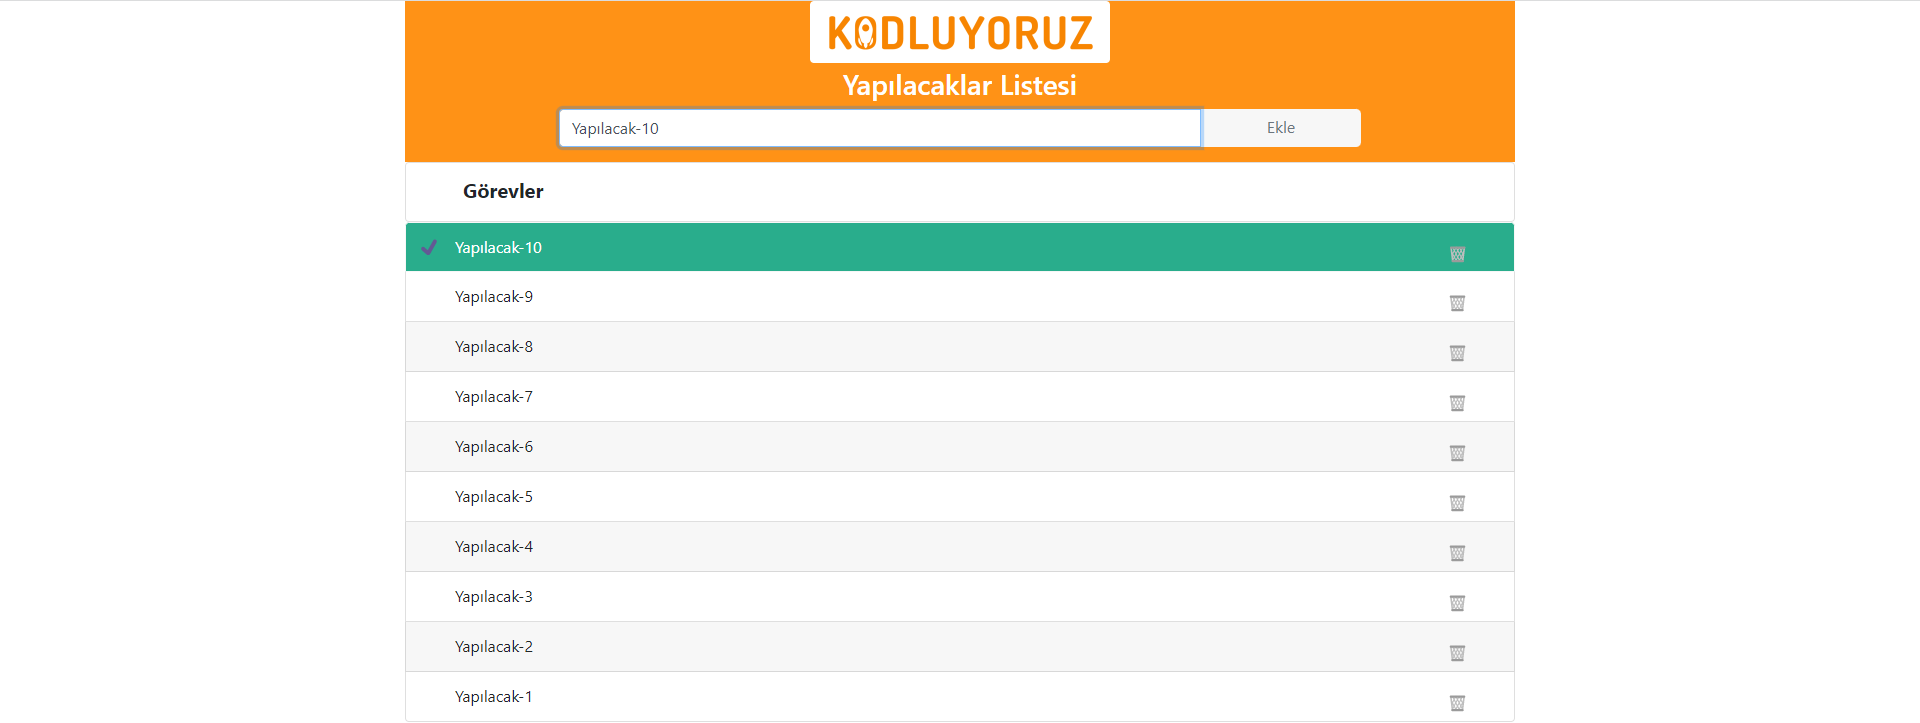 KODLUYORUZ
Yapılacaklar Listesi
Yapılacak-10
Ekle
Görevler
Yapılacak-10
Yapılacak-9
Yapılacak-8
Yapılacak-7
Yapılacak-6
Yapılacak-5
Yapılacak-4
Yapılacak-3
Yapılacak-2
Yapılacak-1